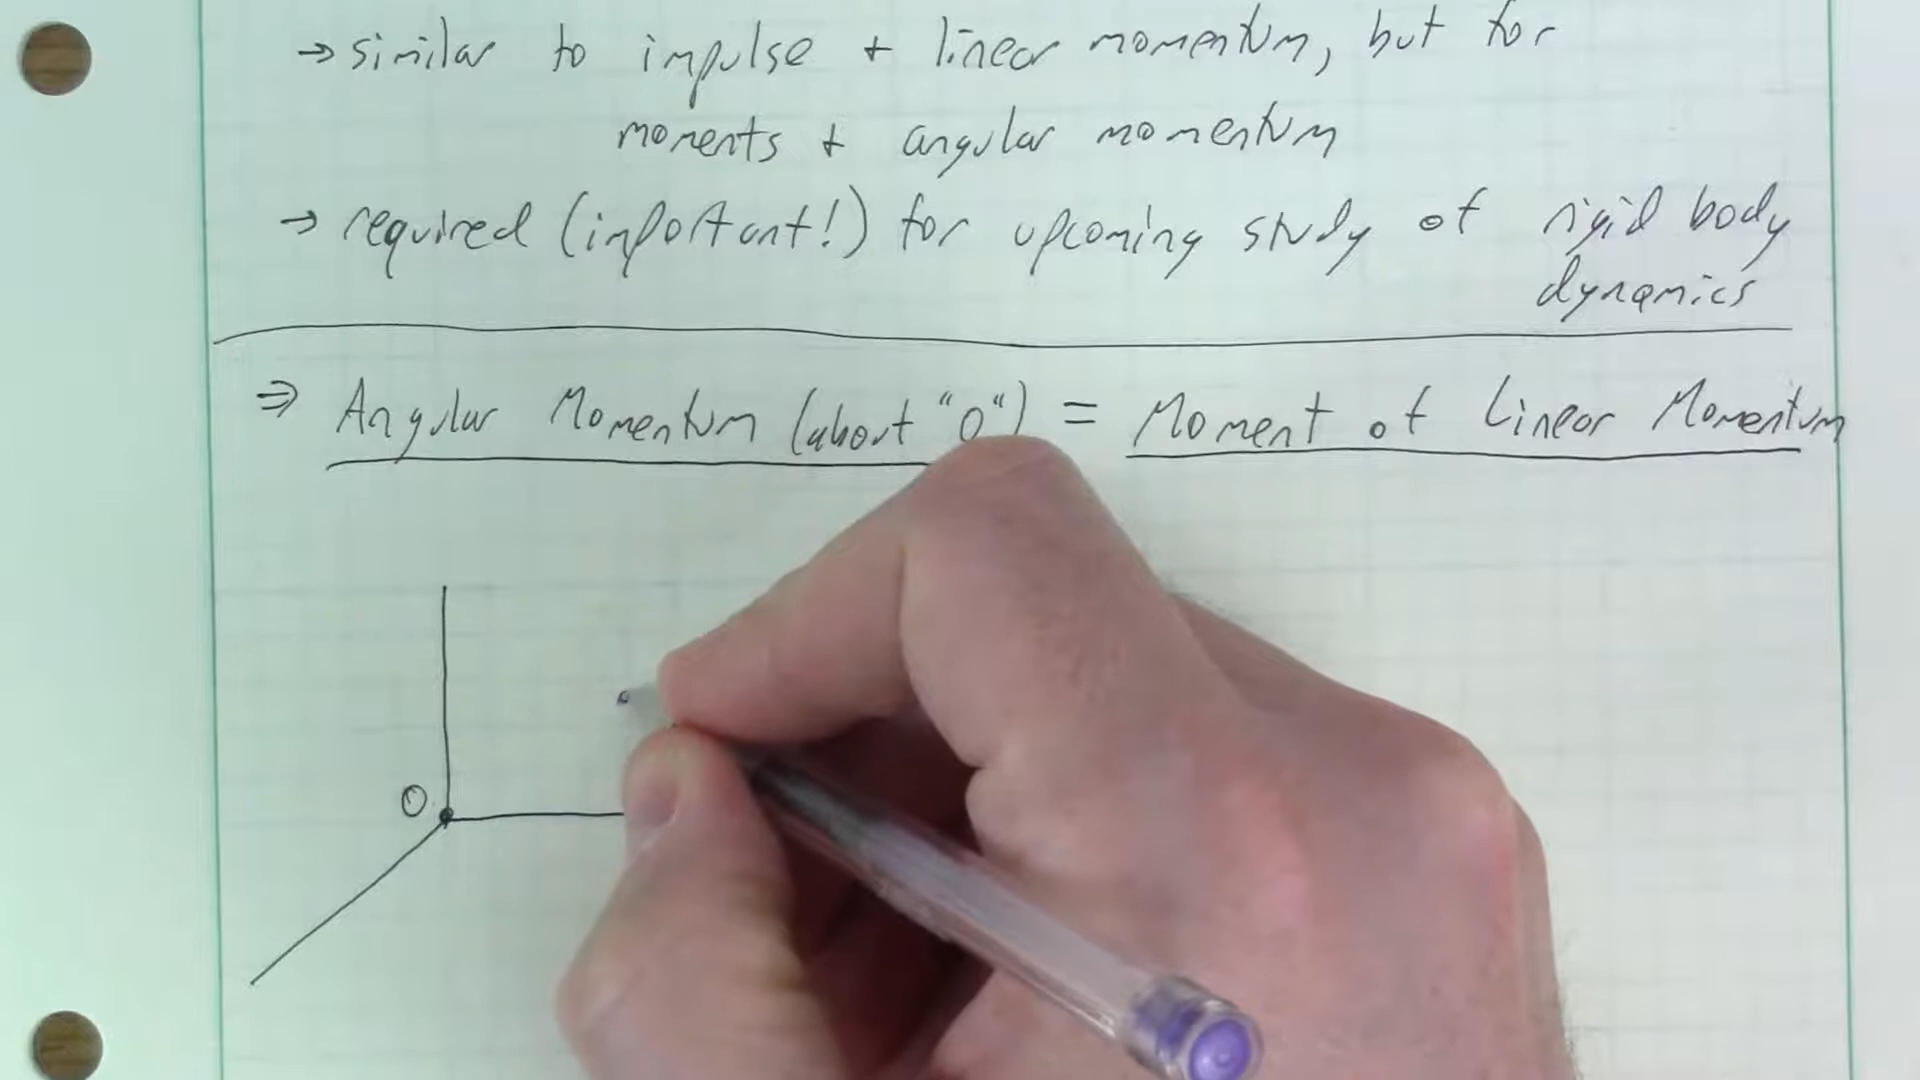 → similar to impulse + linear momentum, but for
moments + angular momentum
→ required (important!) for upcoming study of rigid body
dynamics
⇒ Angular Momentum (about "O") = Moment of Linear Momentum
O